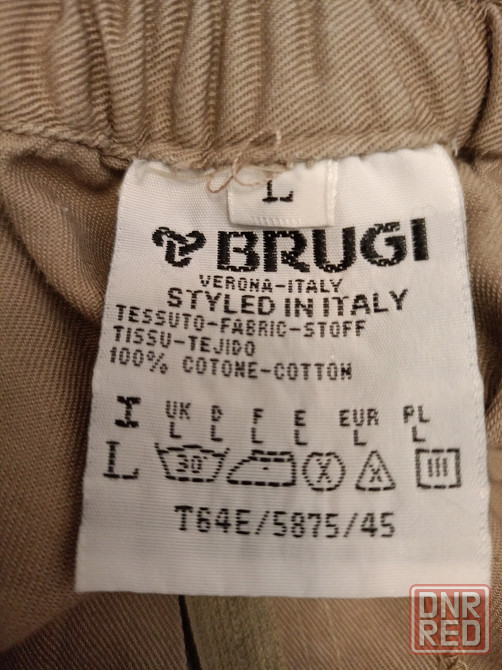 L
BRUGI
VERONA-ITALY
STYLED IN ITALY
TESSUTO-FABRIC-STOFF
TISSU-TEJIDO
100% COTONE-COTTON
I UK D F E EUR PL
L L L L L L L
30
T64E/5875/45
DNR
RED